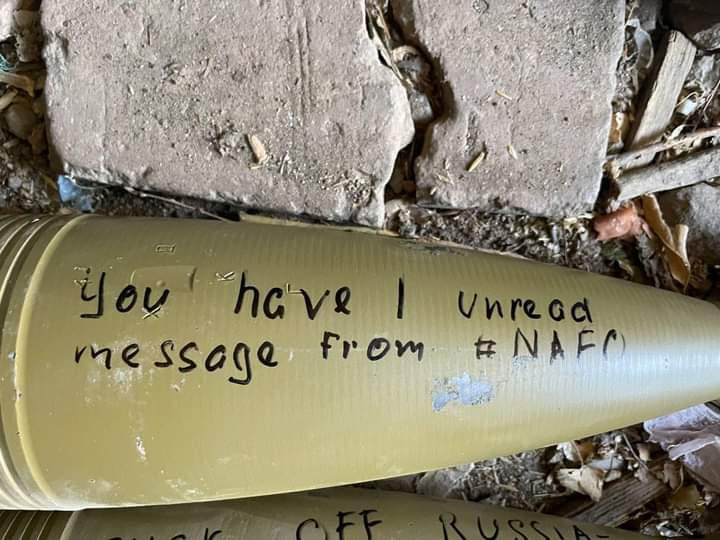 You have 1 unread
message from #NAFO
OFF RUSSIA-